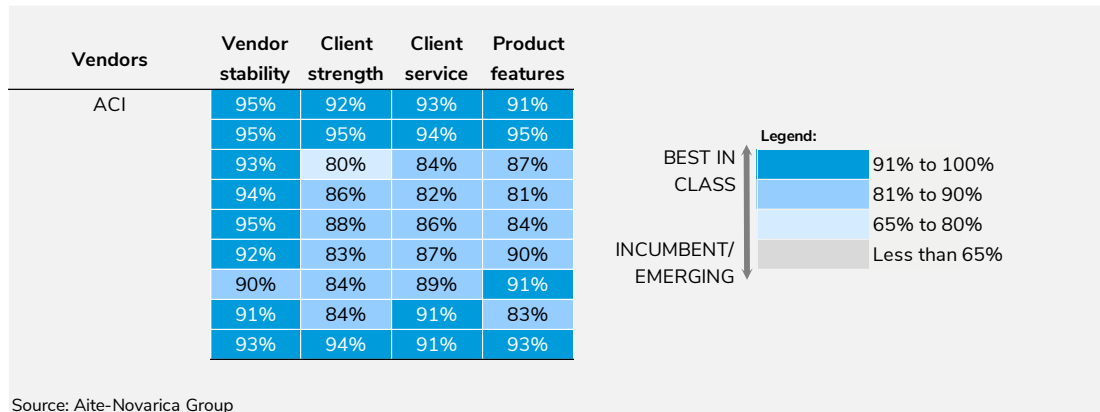 Vendors
Vendor stability
Client strength
Client service
Product features
ACI 95% 92% 93% 91%
95% 95% 94% 95%
93% 80% 84% 87%
94% 86% 82% 81%
95% 88% 86% 84%
92% 83% 87% 90%
90% 84% 89% 91%
91% 84% 91% 83%
93% 94% 91% 93%
Legend:
BEST IN
CLASS
INCUMBENT/
EMERGING
91% to 100%
81% to 90%
65% to 80%
Less than 65%
Source: Aite-Novarica Group